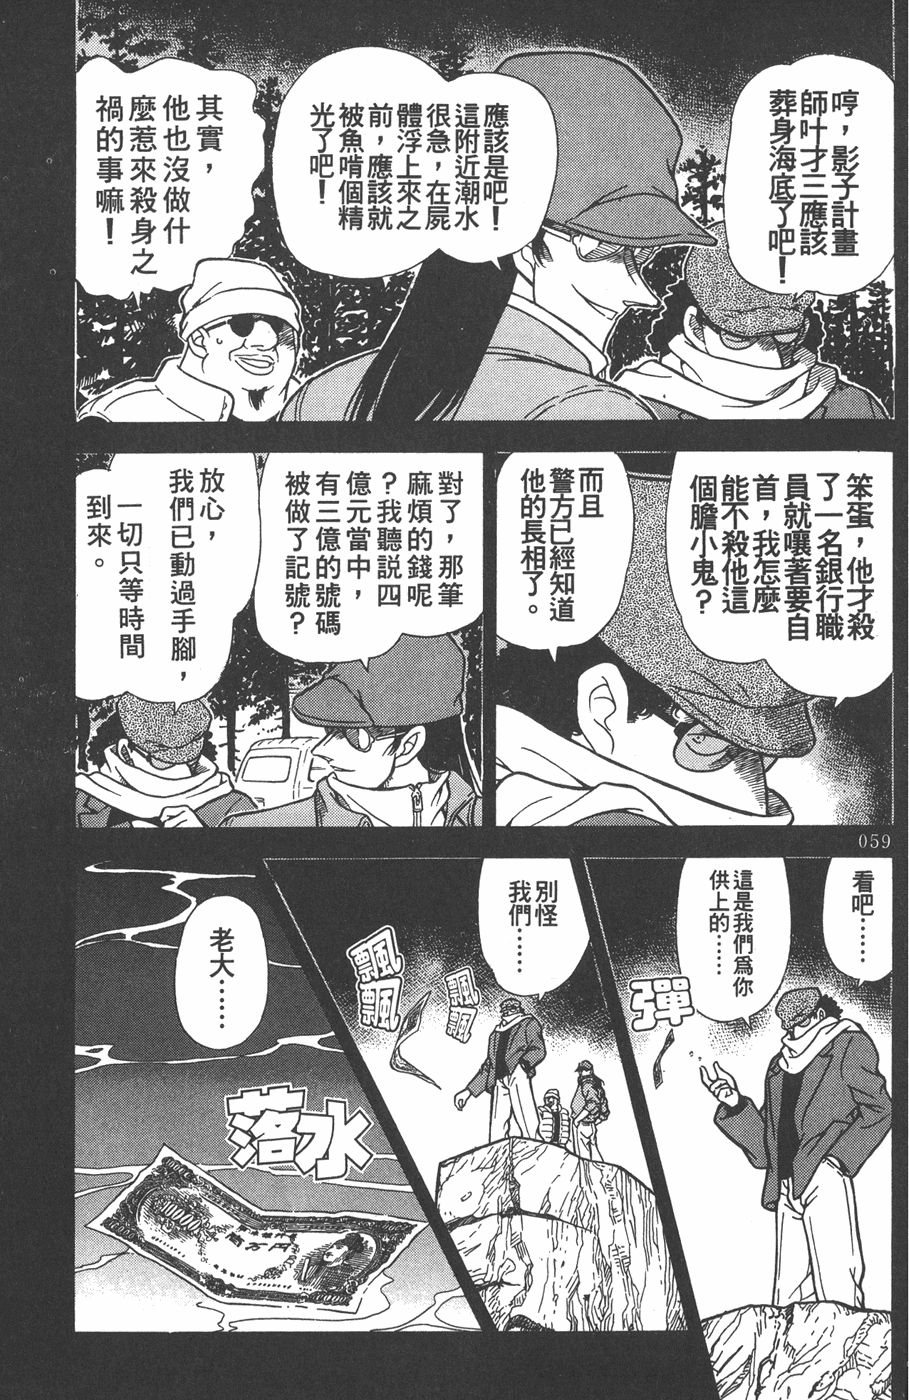 哼，影子計畫
師叶才三應該
葬身海底了吧！
應該是吧！
這附近潮水
很急，在屍
體浮上來之
前，應該就
被魚啃個精
光了吧！
其實，
他也沒做什
麼惹來殺身之
禍的事嘛！
笨蛋，他才殺
了一名銀行職
員就嚷著要自
首，我怎麼
能不殺他這
個膽小鬼？
而且
警方已經知道
他的長相了。
對了，那筆
麻煩的錢呢
？我聽說四
億元當中，
有三億的號碼
被做了記號？
放心，
我們已動過手腳，
一切只等時間
到來。
059
看吧……
這是我們為你
供上的……
彈
別怪
我們……
飄飄
飄飄
老大……
落水